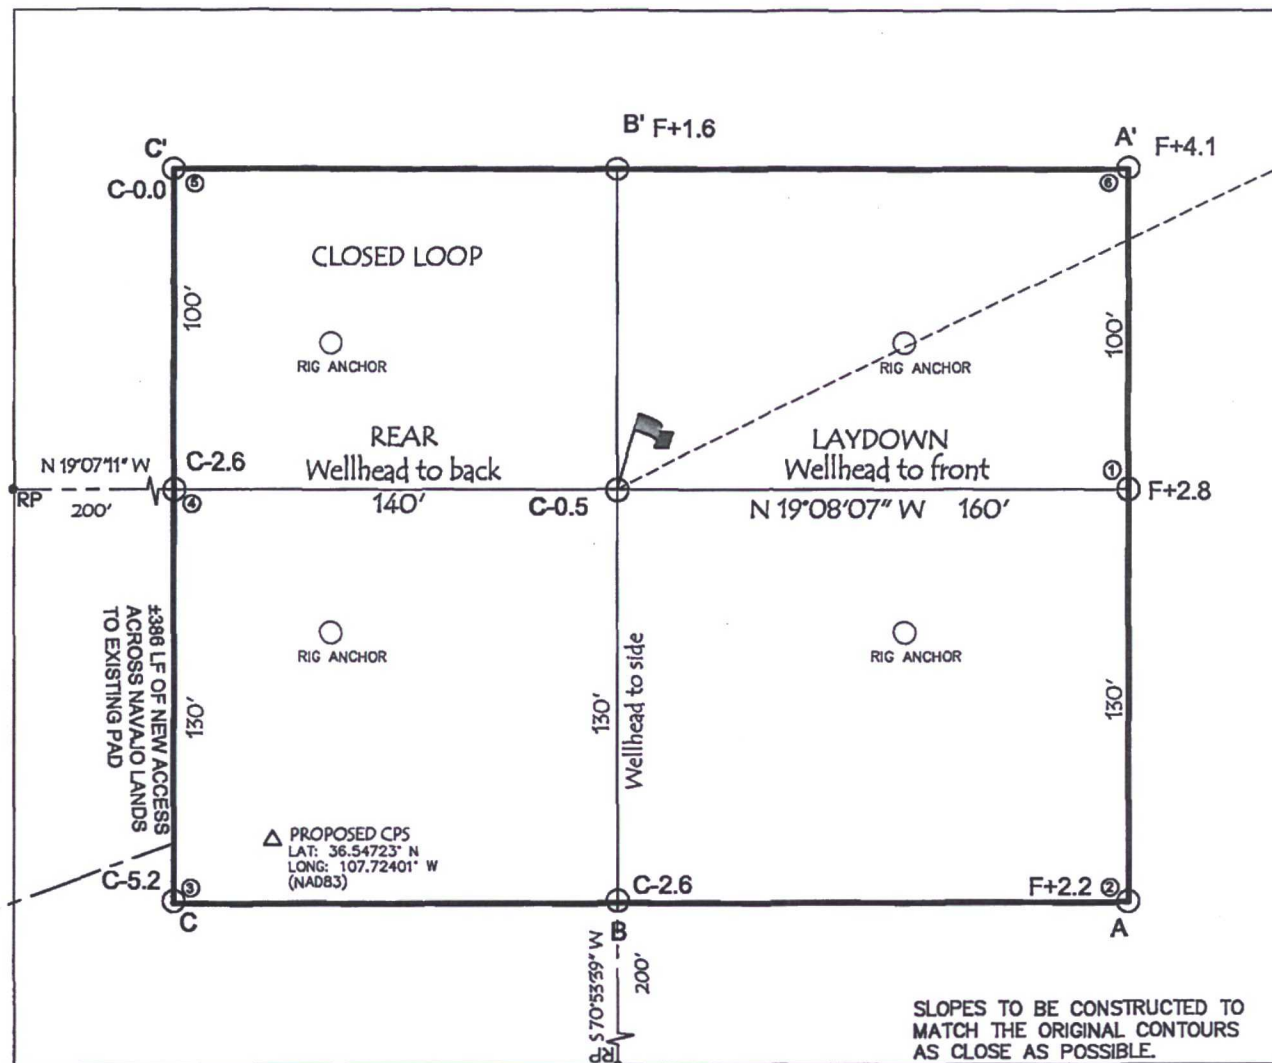 B' F+1.6
C'
A'
F+4.1
C-0.0
⑤
⑥
CLOSED LOOP
100'
100'
RIG ANCHOR
RIG ANCHOR
REAR
Wellhead to back
LAYDOWN
Wellhead to front
N 19°07'11" W
C-2.6
①
RP
200'
④
140'
C-0.5
N 19°08'07" W 160'
F+2.8
±386 LF OF NEW ACCESS
ACROSS NAVAJO LANDS
TO EXISTING PAD
130'
RIG ANCHOR
RIG ANCHOR
130'
Wellhead to side
130'
PROPOSED CPS
LAT: 36.54723° N
LONG: 107.72401° W
(NAD83)
C-5.2
③
C-2.6
F+2.2
②
C
B
A
S 70°53'39" W
200'
RP
SLOPES TO BE CONSTRUCTED TO
MATCH THE ORIGINAL CONTOURS
AS CLOSE AS POSSIBLE.